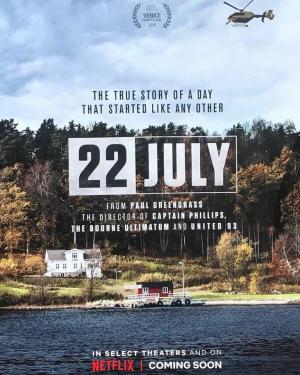 VENICE
THE TRUE STORY OF A DAY
THAT STARTED LIKE ANY OTHER
22 JULY
FROM PAUL GREENGRASS
THE DIRECTOR OF CAPTAIN PHILLIPS,
THE BOURNE ULTIMATUM AND UNITED 93
IN SELECT THEATERS AND ON
NETFLIX | COMING SOON